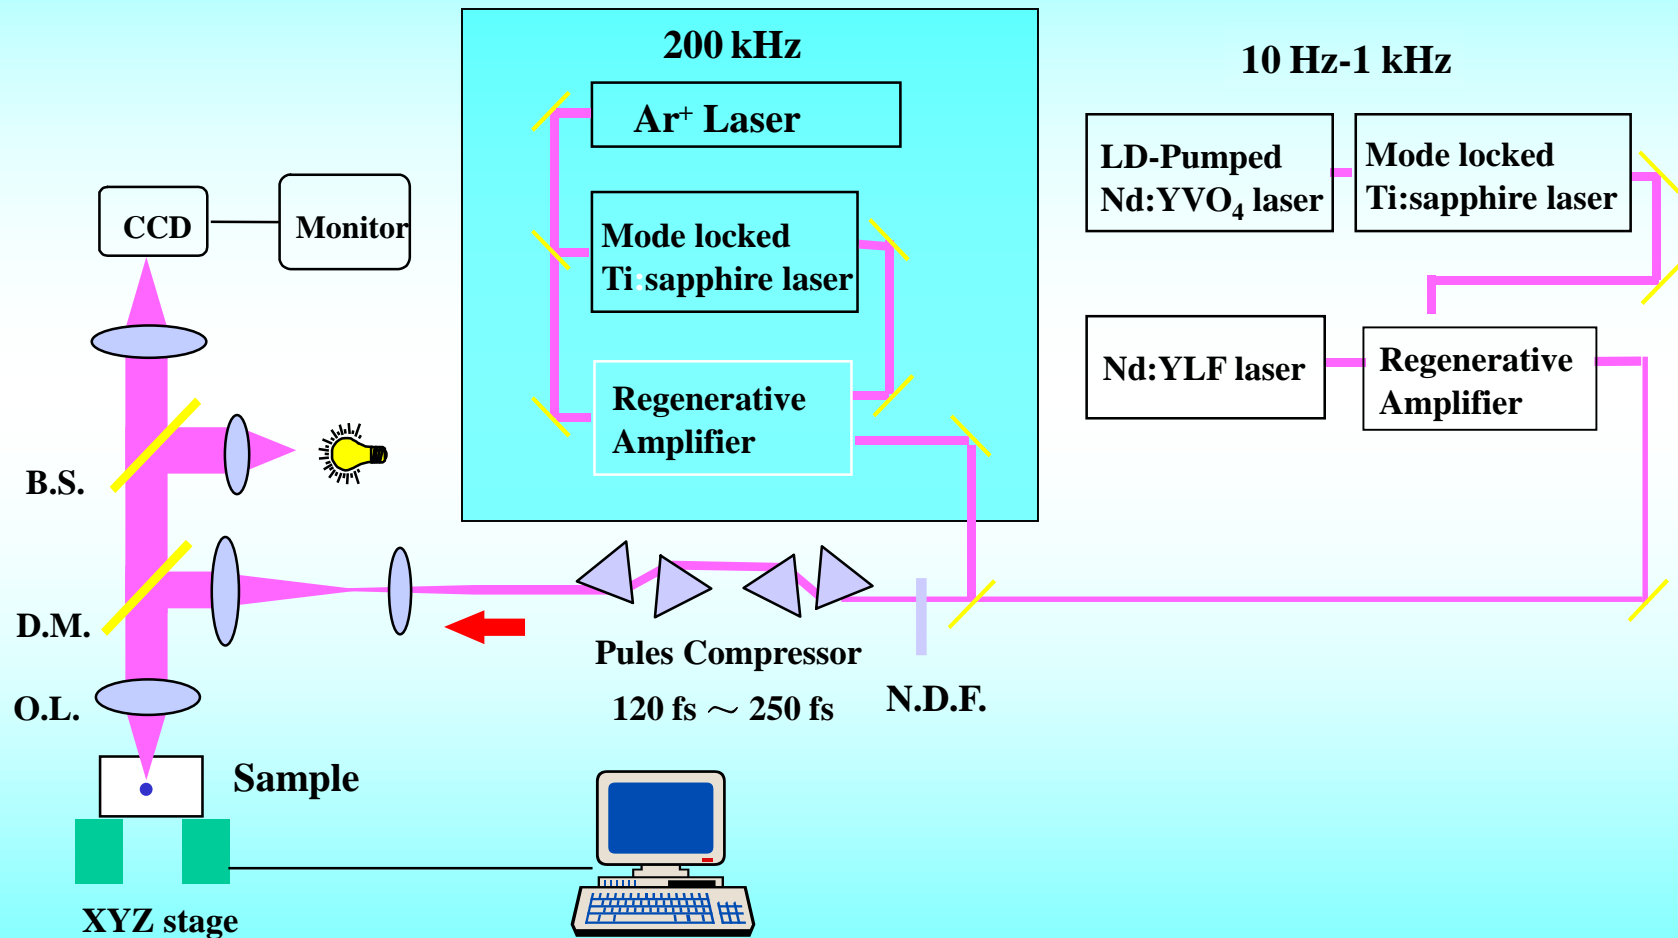 200 kHz
10 Hz-1 kHz
Ar⁺ Laser
LD-Pumped
Nd:YVO₄ laser
Mode locked
Ti:sapphire laser
CCD
Monitor
Mode locked
Ti:sapphire laser
Nd:YLF laser
Regenerative
Amplifier
Regenerative
Amplifier
B.S.
D.M.
Pules Compressor
120 fs ～ 250 fs
N.D.F.
O.L.
Sample
XYZ stage